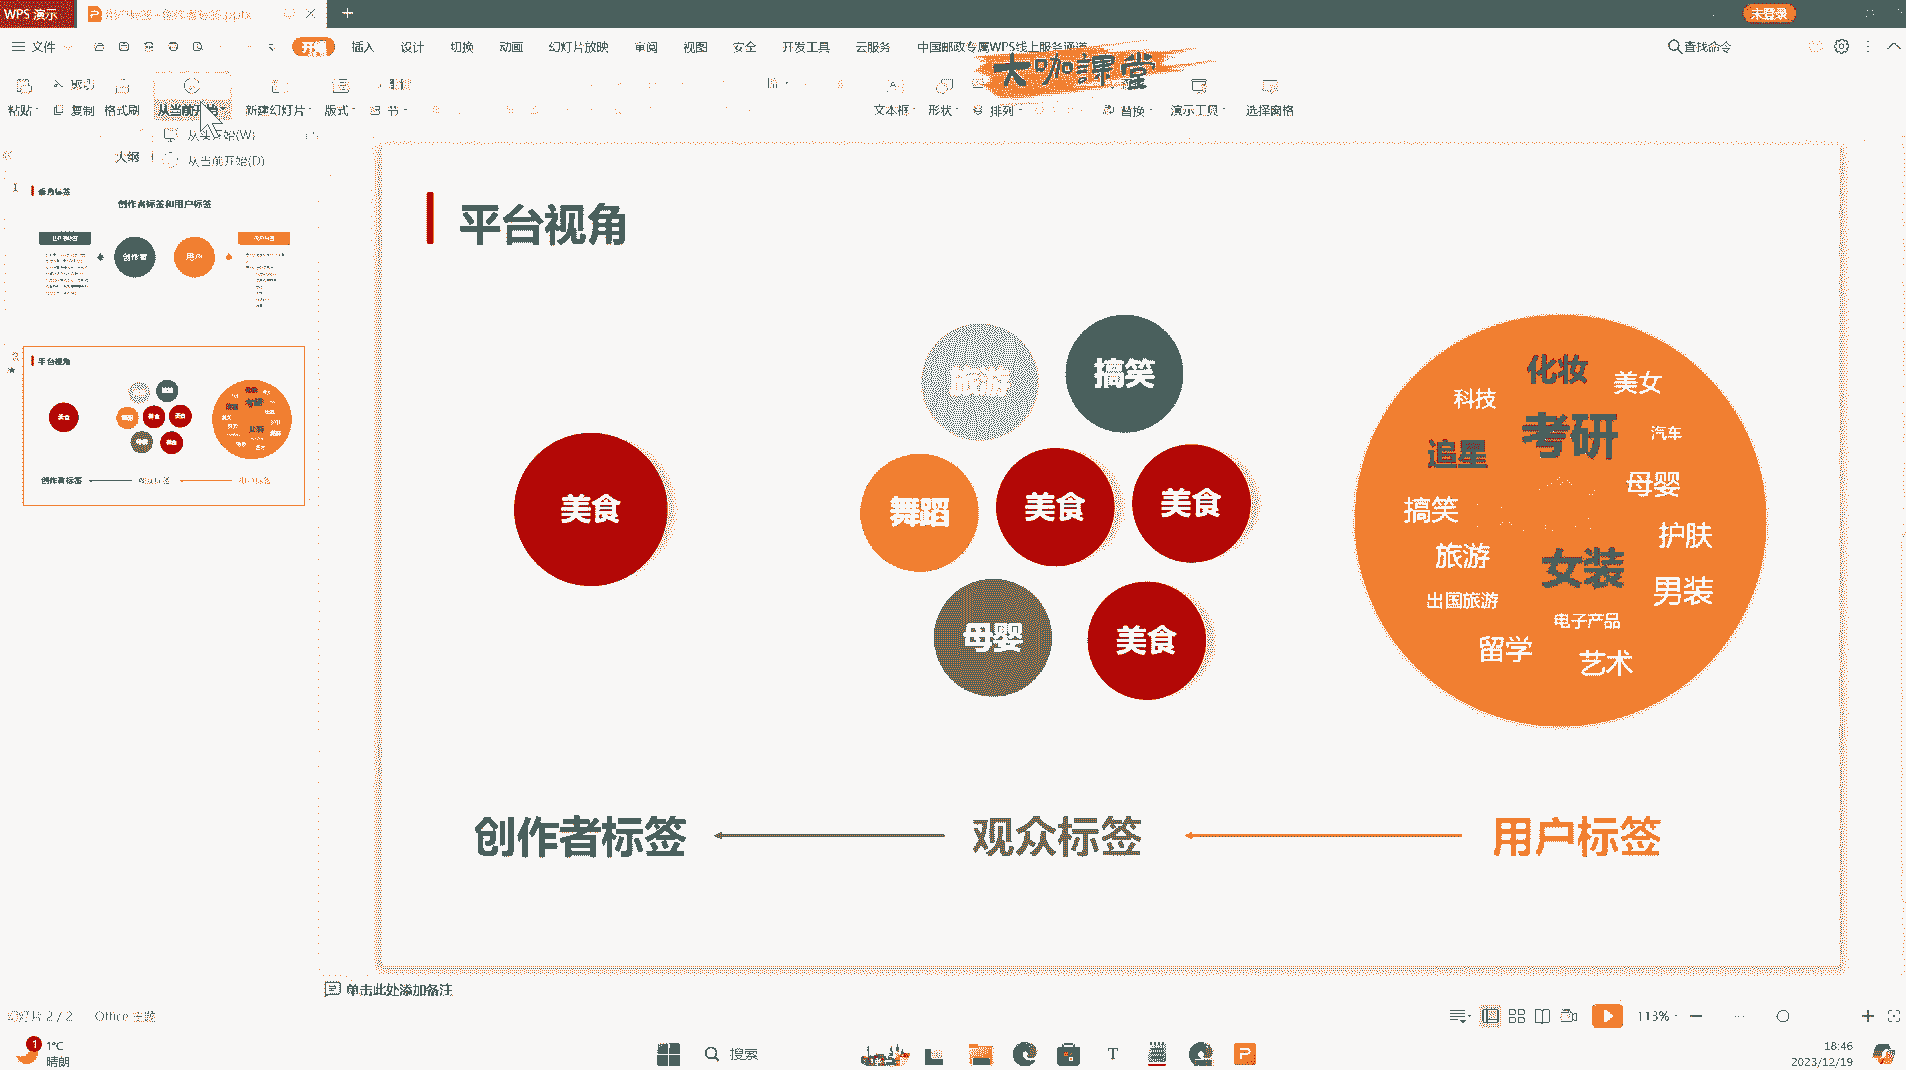 WPS 演示
未登录
文件
开始
插入
设计
切换
动画
幻灯片放映
审阅
视图
安全
开发工具
云服务
中国邮政专属WPS线上服务通道
查找命令
大咖課堂
粘贴
剪切
复制
格式刷
从当前开始
新建幻灯片
版式
节
文本框
形状
排列
替换
演示工具
选择窗格
从当前开始(D)
大纲
1
创作者标签和用户标签
创作者
用户
2
平台视角
美食
创作者标签
观众标签
用户标签
平台视角
美食
旅游
搞笑
舞蹈
美食
美食
母婴
美食
化妆
美女
科技
考研
汽车
追星
母婴
搞笑
护肤
旅游
女装
男装
出国旅游
电子产品
留学
艺术
创作者标签
观众标签
用户标签
单击此处添加备注
幻灯片 2 / 2
Office 主题
113%
1
1°C
晴朗
搜索
18:46
2023/12/19